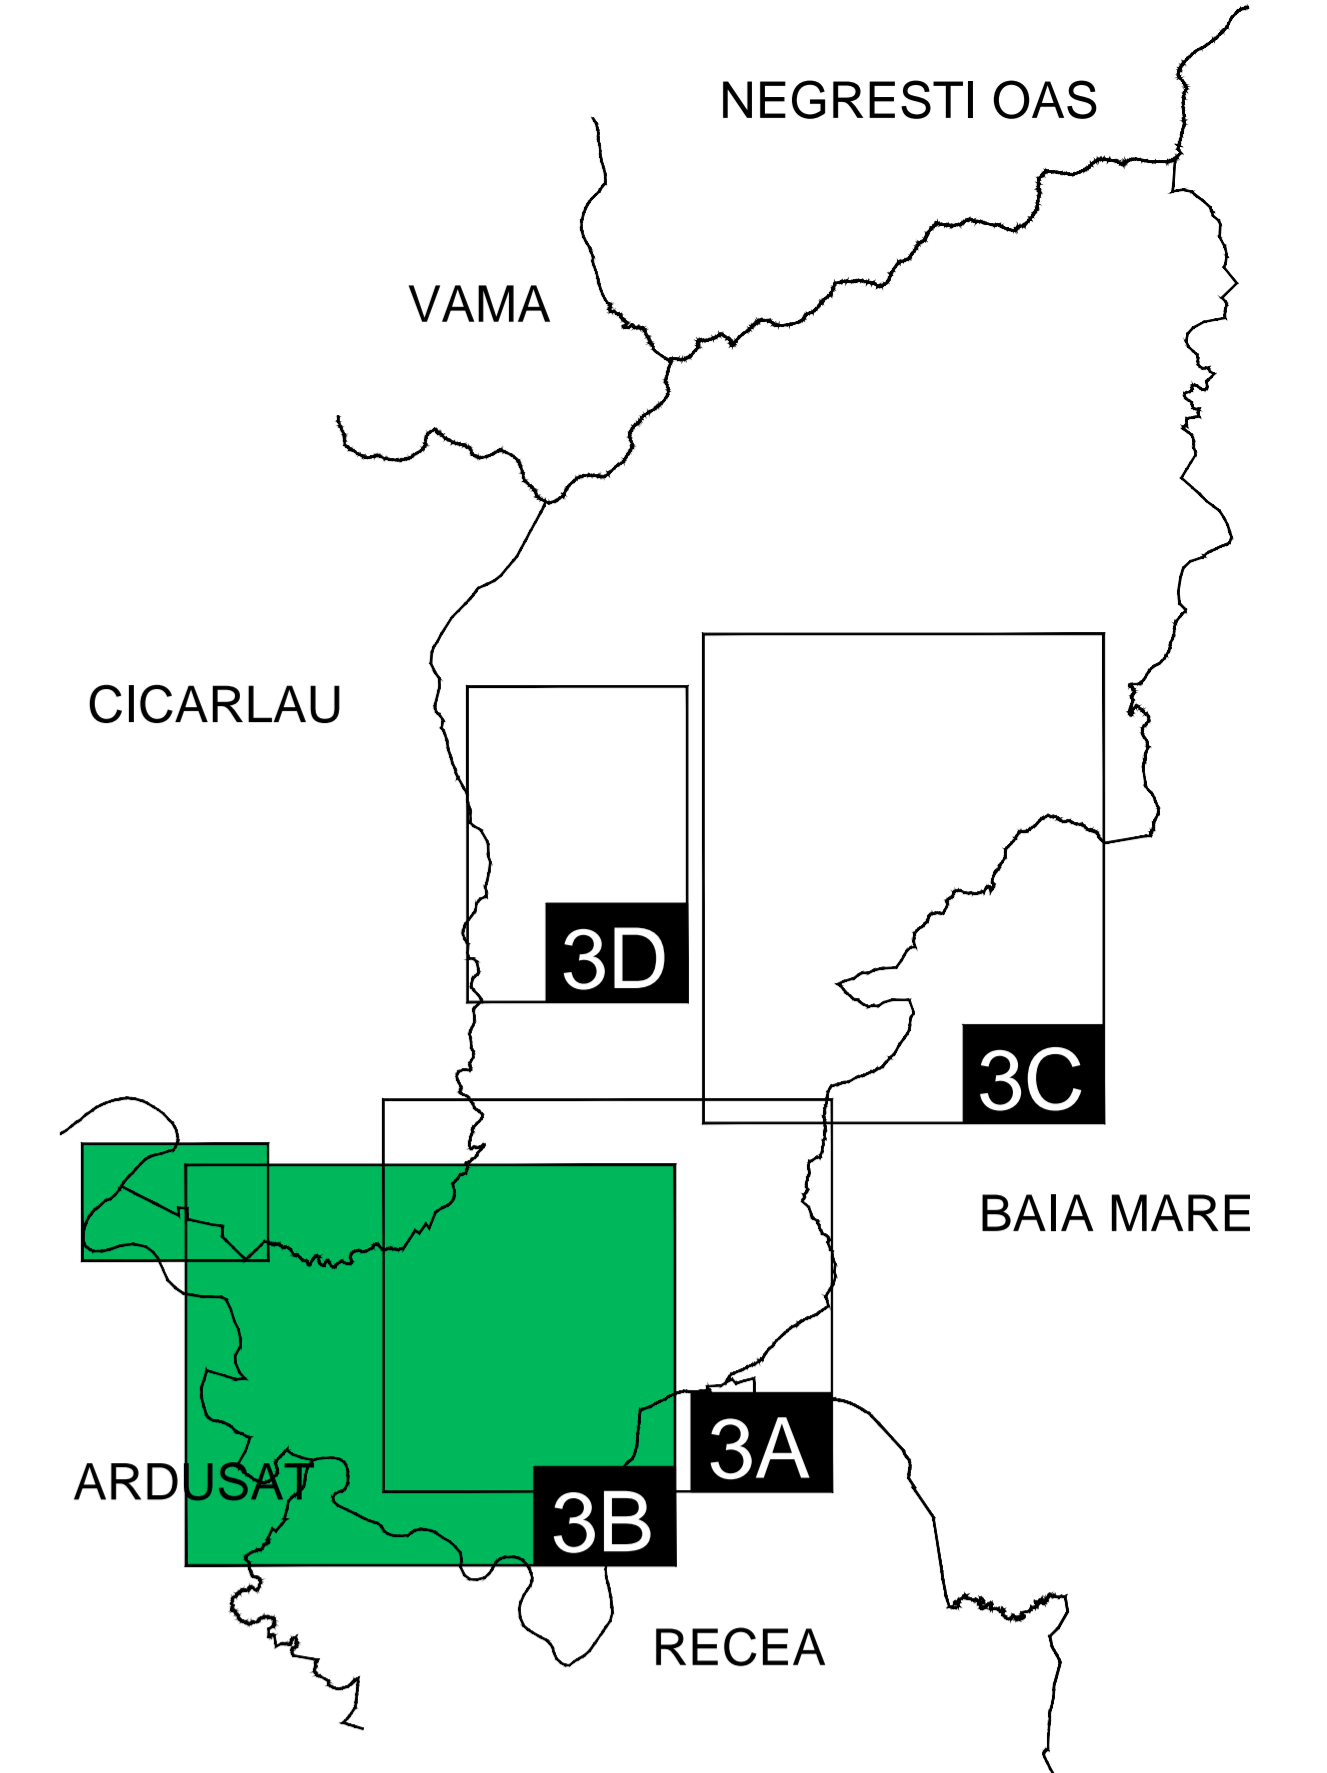 NEGRESTI OAS
VAMA
CICARLAU
3D
3C
BAIA MARE
3A
ARDUSAT
3B
RECEA